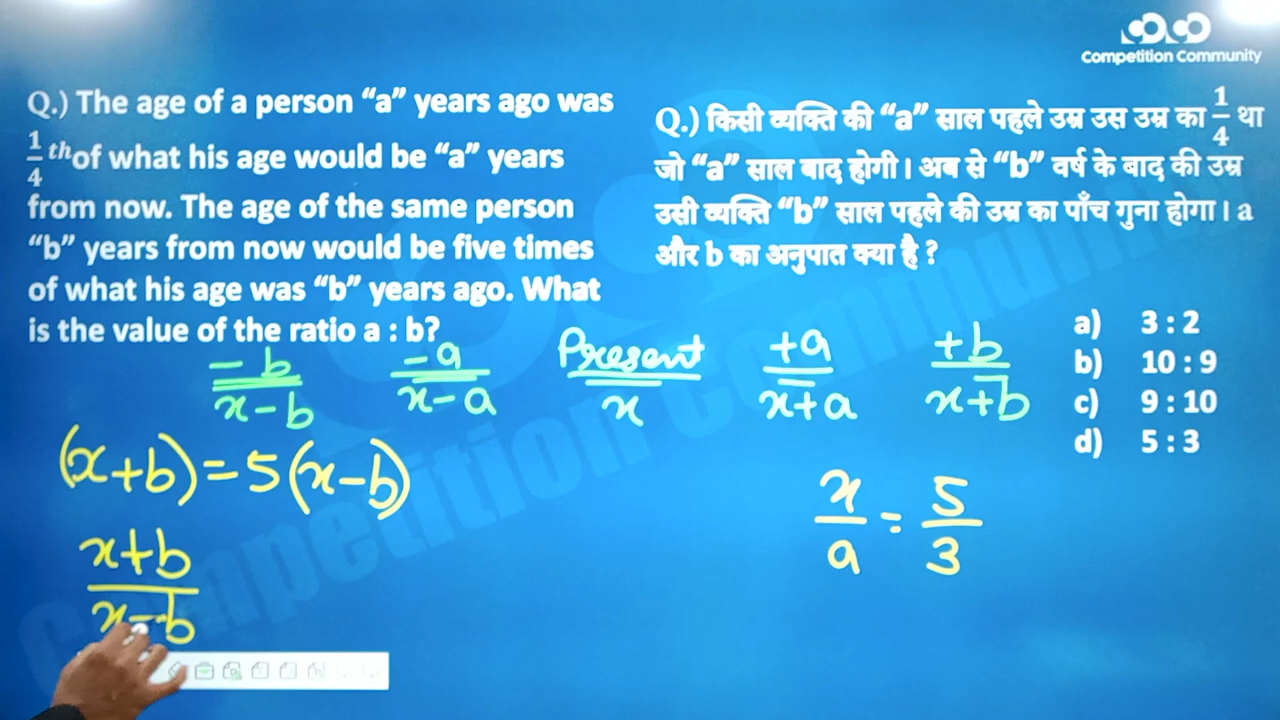 Competition Community
Q.) The age of a person “a” years ago was
1/4 th of what his age would be “a” years
from now. The age of the same person
“b” years from now would be five times
of what his age was “b” years ago. What
is the value of the ratio a : b?
Q.) किसी व्यक्ति की “a” साल पहले उम्र उस उम्र का 1/4 था
जो “a” साल बाद होगी। अब से “b” वर्ष के बाद की उम्र
उसी व्यक्ति “b” साल पहले की उम्र का पाँच गुना होगा। a
और b का अनुपात क्या है ?
a) 3 : 2
b) 10 : 9
c) 9 : 10
d) 5 : 3
-b -a Present +a +b
x-b x-a x x+a x+b
(x+b) = 5(x-b)
x+b
x-b
x/a = 5/3
Competition Community